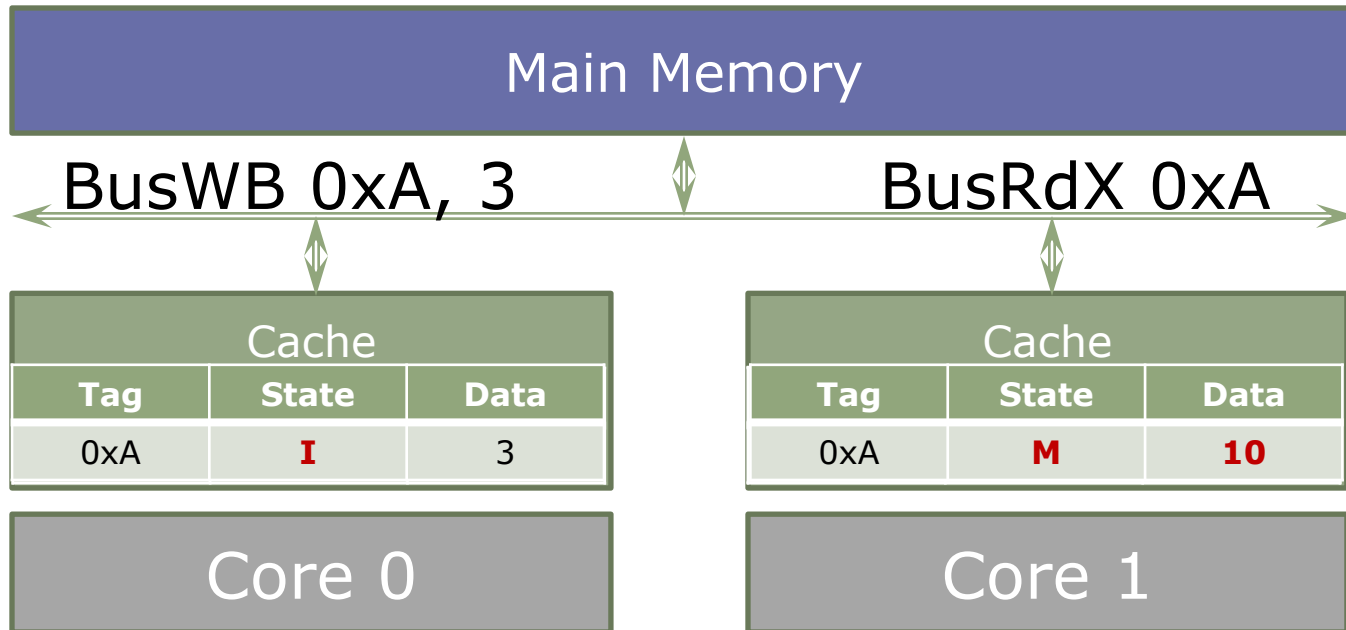 Main Memory
BusWB 0xA, 3
BusRdX 0xA
Cache
Tag State Data
0xA I 3
Core 0
Cache
Tag State Data
0xA M 10
Core 1